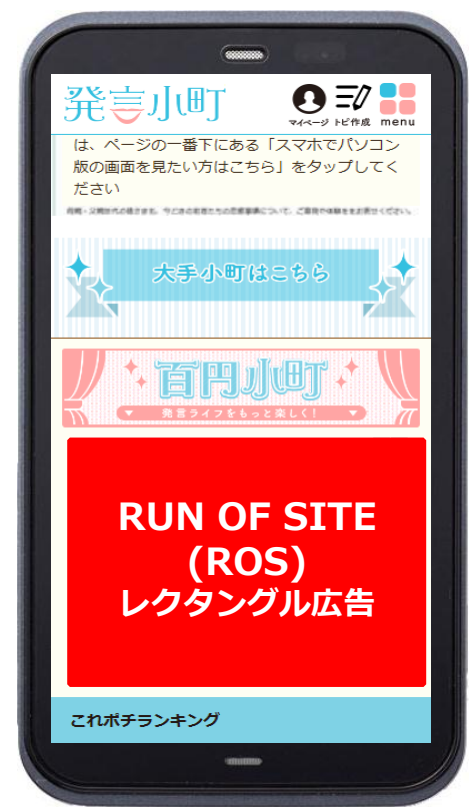 発言小町
マイページ トピ作成 menu
は、ページの一番下にある「スマホでパソコン
版の画面を見たい方はこちら」をタップしてく
ださい
大手小町はこちら
百円小町
発言ライフをもっと楽しく!
RUN OF SITE
(ROS)
レクタングル広告
これポチランキング